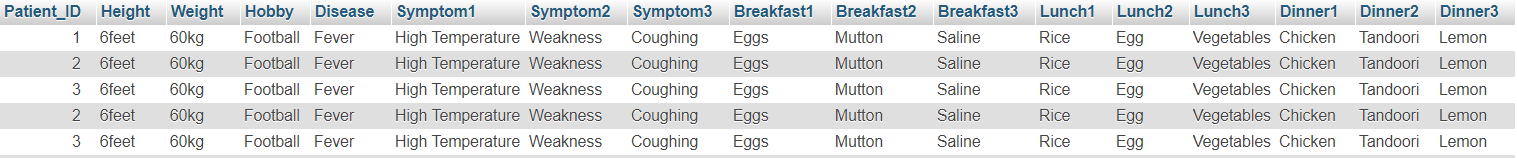 Patient_ID Height Weight Hobby Disease Symptom1 Symptom2 Symptom3 Breakfast1 Breakfast2 Breakfast3 Lunch1 Lunch2 Lunch3 Dinner1 Dinner2 Dinner3
1 6feet 60kg Football Fever High Temperature Weakness Coughing Eggs Mutton Saline Rice Egg Vegetables Chicken Tandoori Lemon
2 6feet 60kg Football Fever High Temperature Weakness Coughing Eggs Mutton Saline Rice Egg Vegetables Chicken Tandoori Lemon
3 6feet 60kg Football Fever High Temperature Weakness Coughing Eggs Mutton Saline Rice Egg Vegetables Chicken Tandoori Lemon
2 6feet 60kg Football Fever High Temperature Weakness Coughing Eggs Mutton Saline Rice Egg Vegetables Chicken Tandoori Lemon
3 6feet 60kg Football Fever High Temperature Weakness Coughing Eggs Mutton Saline Rice Egg Vegetables Chicken Tandoori Lemon